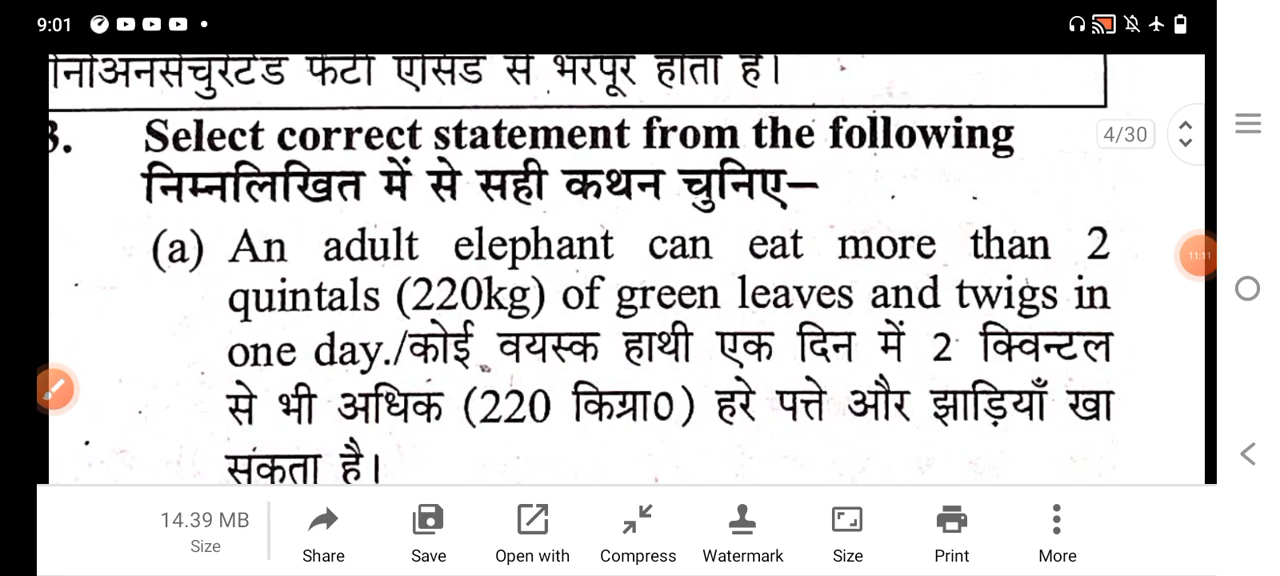 9:01
नोअनसेचुरेटेड फैटी एसिड से भरपूर होता है।
3. Select correct statement from the following
4/30
निम्नलिखित में से सही कथन चुनिए–
(a) An adult elephant can eat more than 2
quintals (220kg) of green leaves and twigs in
11:11
one day./कोई वयस्क हाथी एक दिन में 2 क्विन्टल
से भी अधिक (220 किग्रा0) हरे पत्ते और झाड़ियाँ खा
सकता है।
14.39 MB
Size
Share
Save
Open with
Compress
Watermark
Size
Print
More